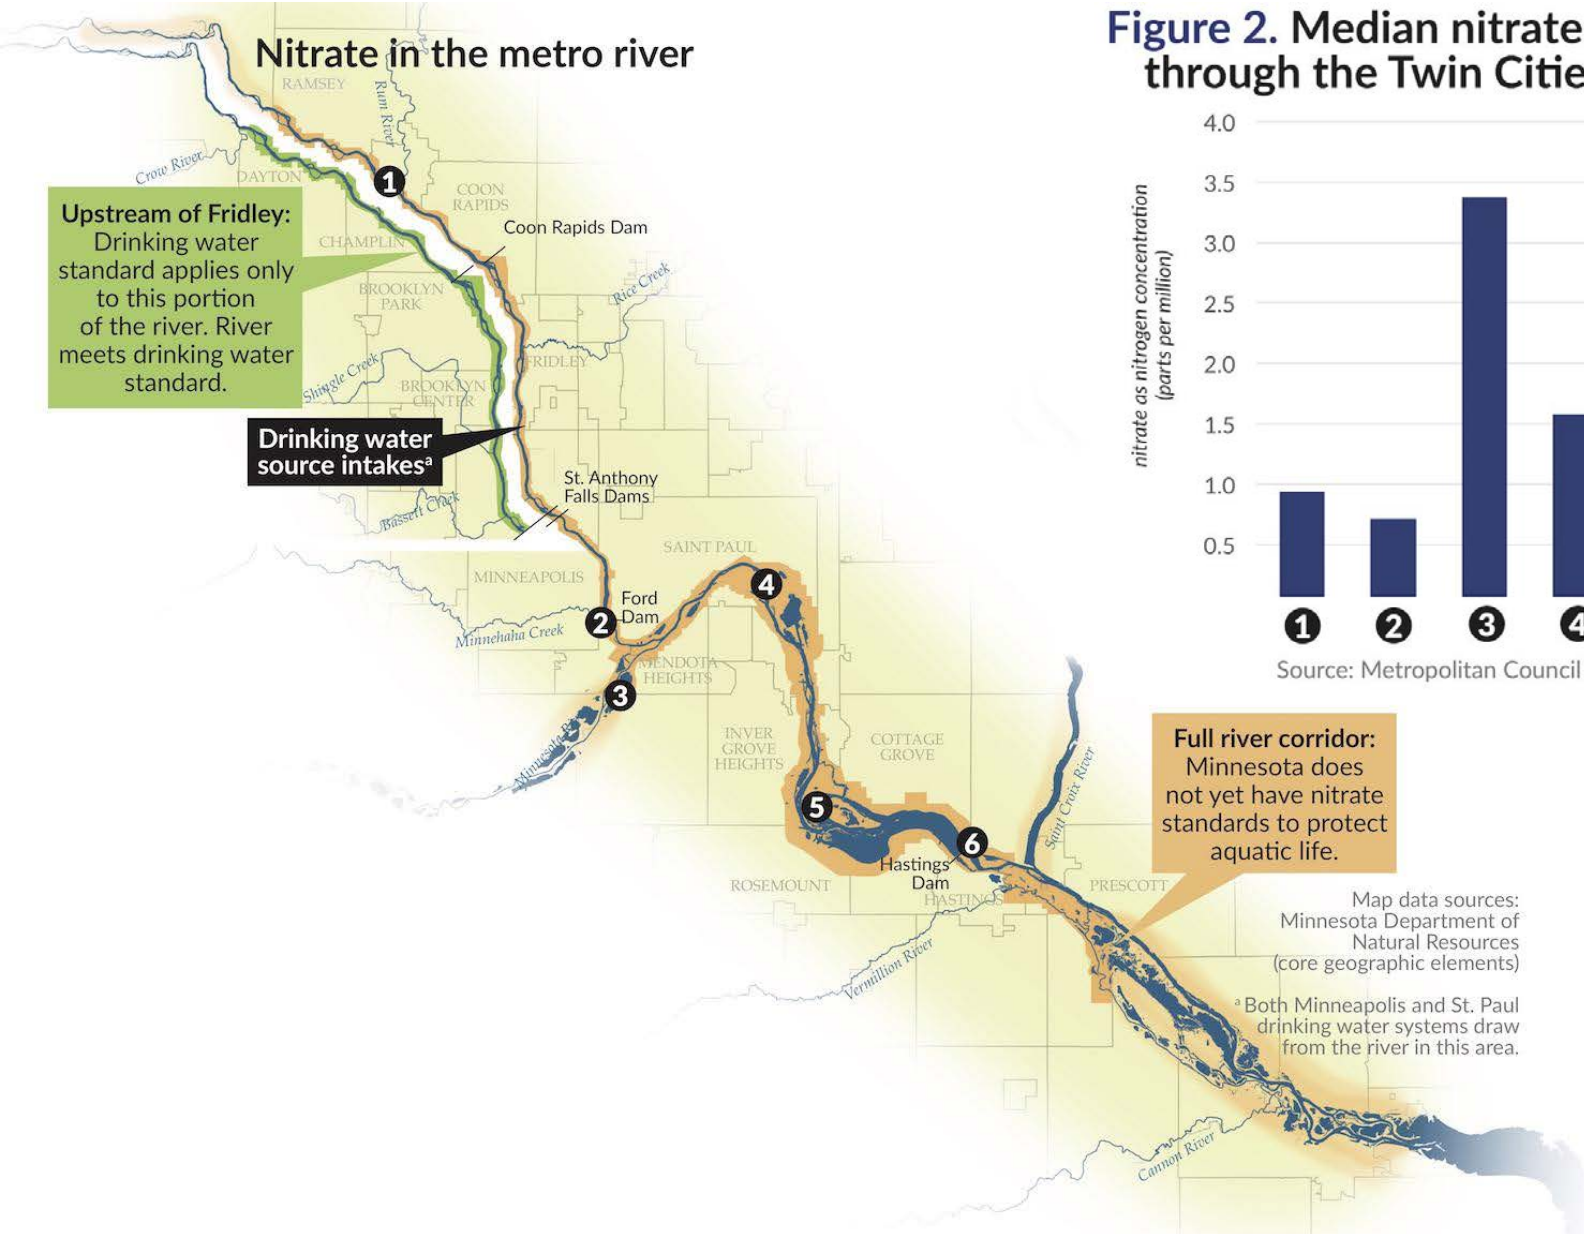 Nitrate in the metro river
RAMSEY
Rum River
Crow River
DAYTON
1
COON
RAPIDS
Upstream of Fridley:
Drinking water
standard applies only
to this portion
of the river. River
meets drinking water
standard.
CHAMPLIN
Coon Rapids Dam
BROOKLYN
PARK
Rice Creek
FRIDLEY
Shingle Creek
BROOKLYN
CENTER
Drinking water
source intakesª
St. Anthony
Falls Dams
Bassett Creek
SAINT PAUL
MINNEAPOLIS
4
Ford
Dam
2
Minnehaha Creek
MENDOTA
HEIGHTS
3
INVER
GROVE
HEIGHTS
COTTAGE
GROVE
Saint Croix River
5
6
Hastings
Dam
ROSEMOUNT
HASTINGS
PRESCOTT
Vermillion River
Cannon River
Figure 2. Median nitrate
through the Twin Citie
nitrate as nitrogen concentration
(parts per million)
4.0
3.5
3.0
2.5
2.0
1.5
1.0
0.5
1 2 3 4
Source: Metropolitan Council
Full river corridor:
Minnesota does
not yet have nitrate
standards to protect
aquatic life.
Map data sources:
Minnesota Department of
Natural Resources
(core geographic elements)
ª Both Minneapolis and St. Paul
drinking water systems draw
from the river in this area.